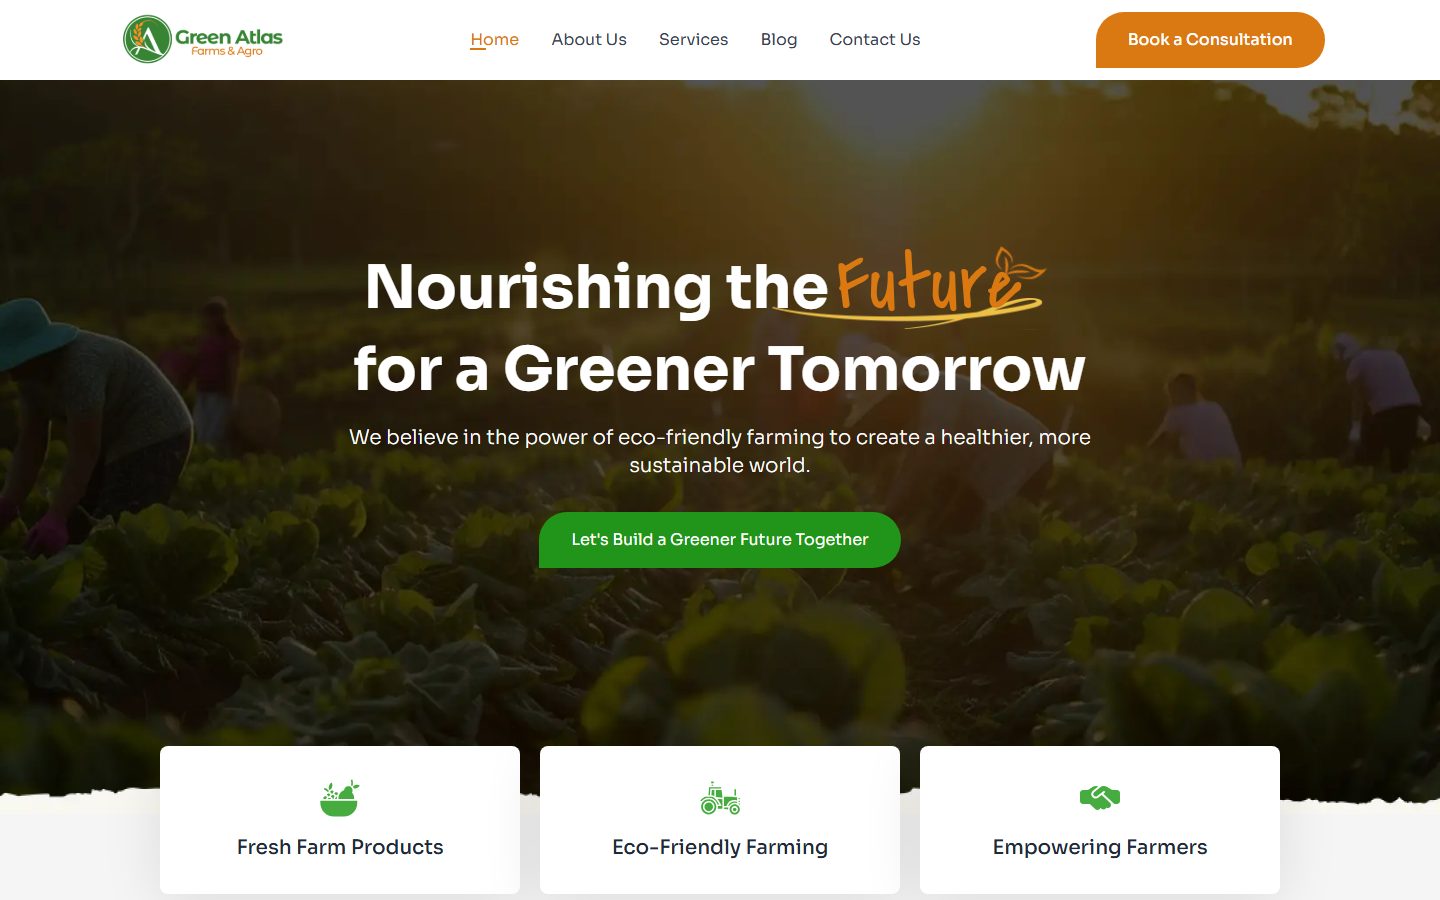 Green Atlas
Farms & Agro
Home
About Us
Services
Blog
Contact Us
Book a Consultation
Nourishing the Future
for a Greener Tomorrow
We believe in the power of eco-friendly farming to create a healthier, more
sustainable world.
Let's Build a Greener Future Together
Fresh Farm Products
Eco-Friendly Farming
Empowering Farmers